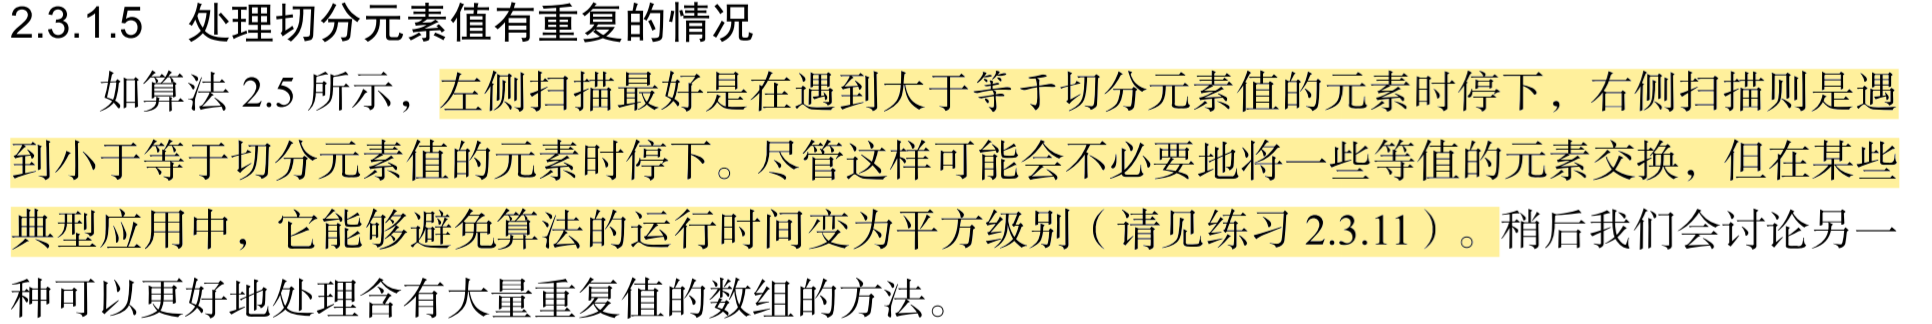 2.3.1.5 处理切分元素值有重复的情况
如算法 2.5 所示，左侧扫描最好是在遇到大于等于切分元素值的元素时停下，右侧扫描则是遇
到小于等于切分元素值的元素时停下。尽管这样可能会不必要地将一些等值的元素交换，但在某些
典型应用中，它能够避免算法的运行时间变为平方级别（请见练习 2.3.11）。稍后我们会讨论另一
种可以更好地处理含有大量重复值的数组的方法。